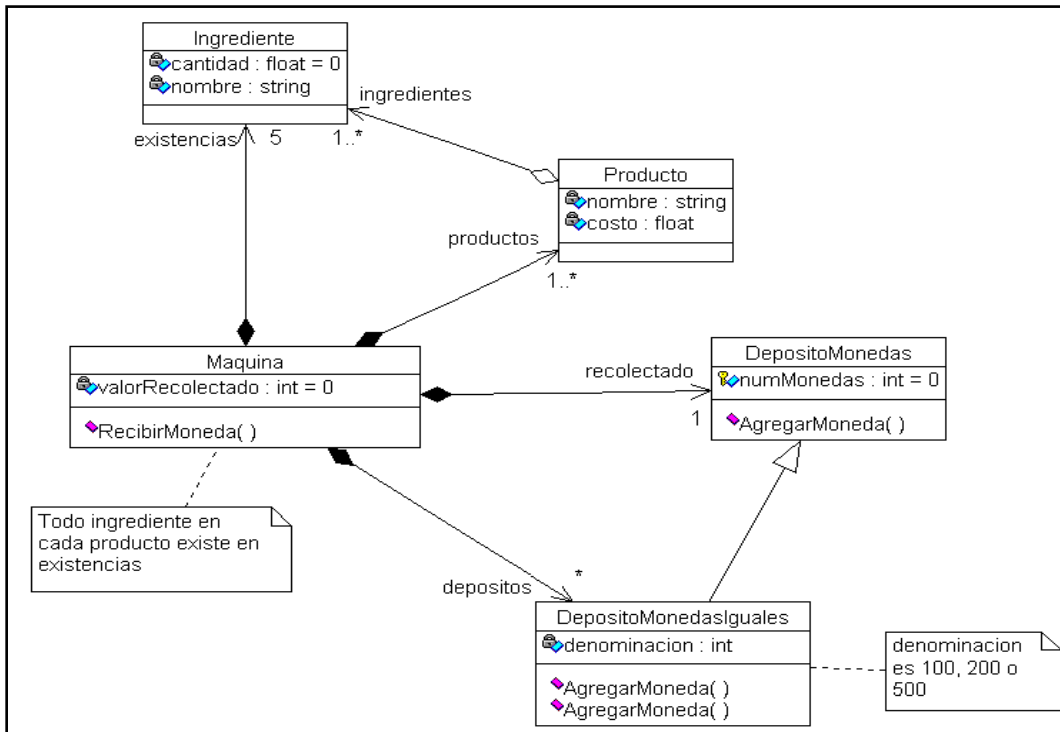 Ingrediente
cantidad : float = 0
nombre : string
ingredientes
existencias
5
1..*
Producto
nombre : string
costo : float
productos
1..*
Maquina
valorRecolectado : int = 0
RecibirMoneda( )
recolectado
1
DepositoMonedas
numMonedas : int = 0
AgregarMoneda( )
Todo ingrediente en
cada producto existe en
existencias
depositos
*
DepositoMonedasIguales
denominacion : int
AgregarMoneda( )
AgregarMoneda( )
denominacion
es 100, 200 o
500